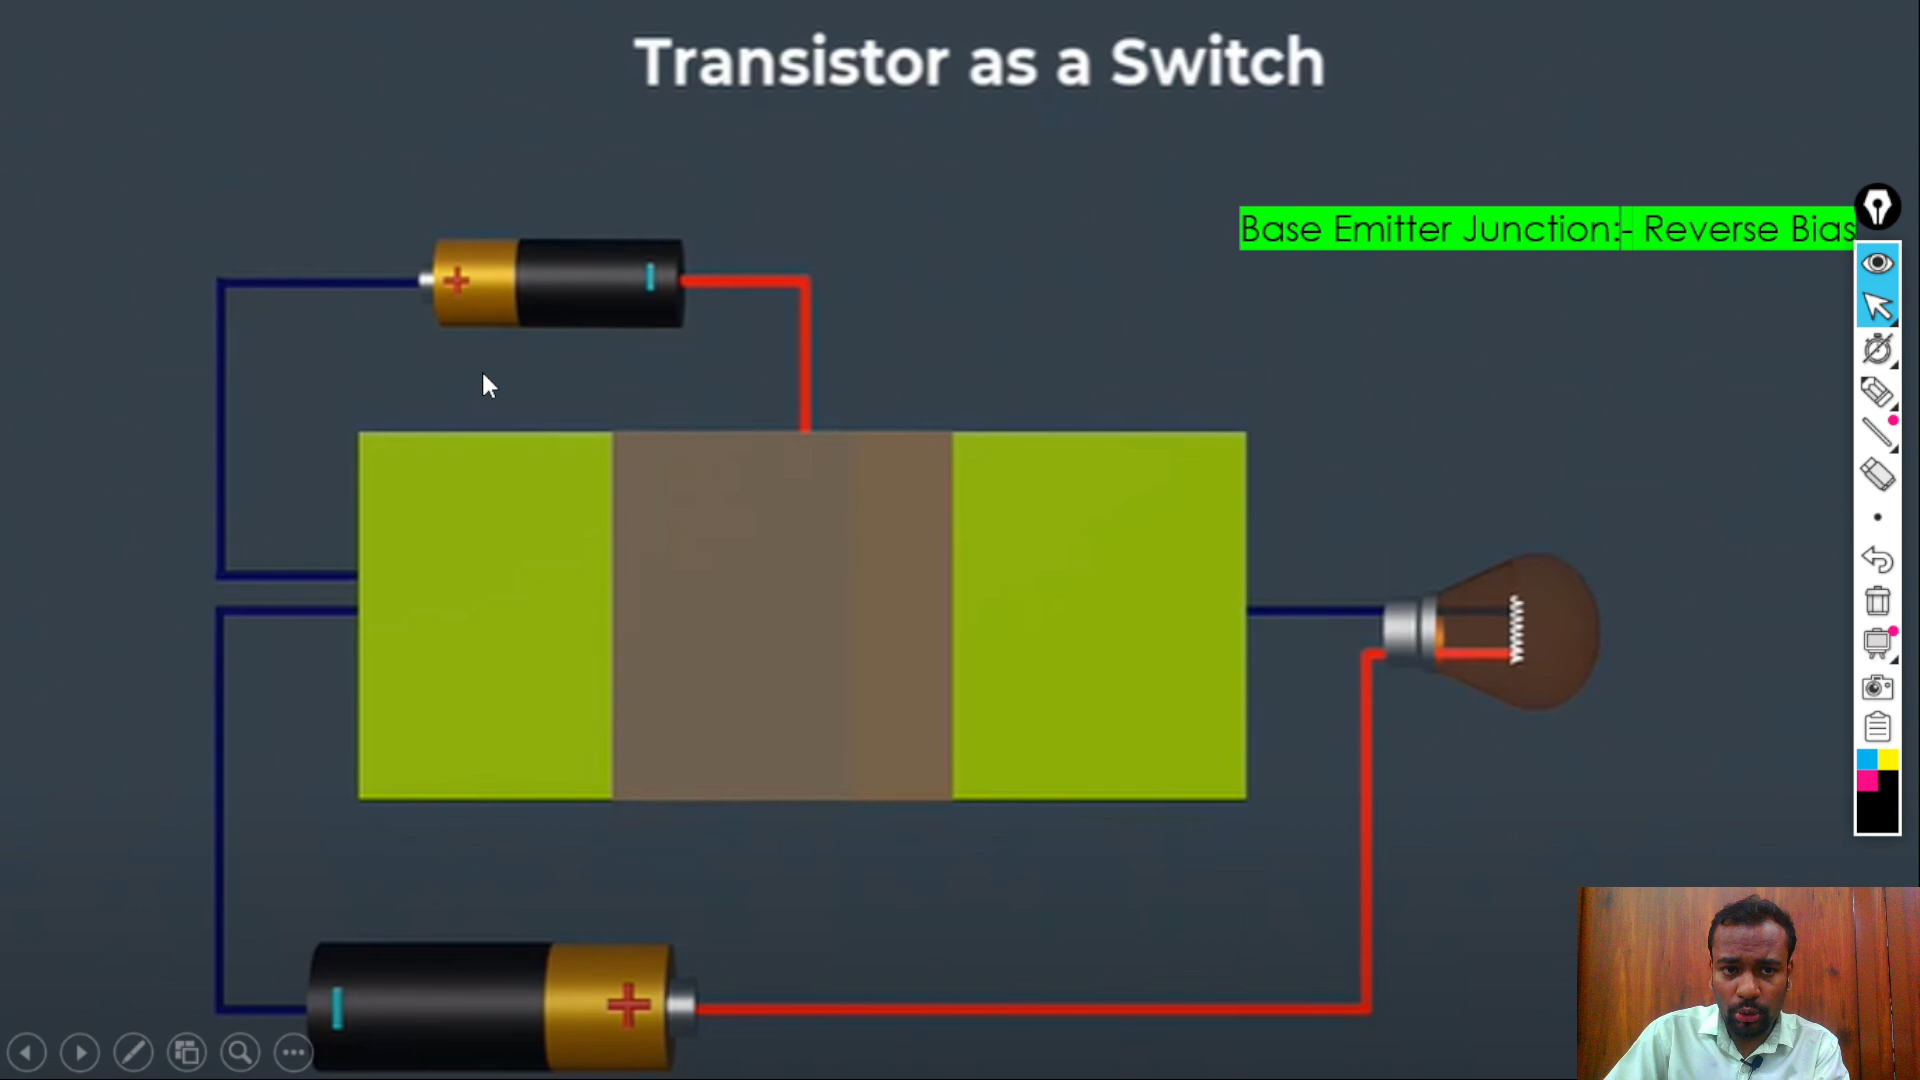 Transistor as a Switch
Base Emitter Junction:- Reverse Bias